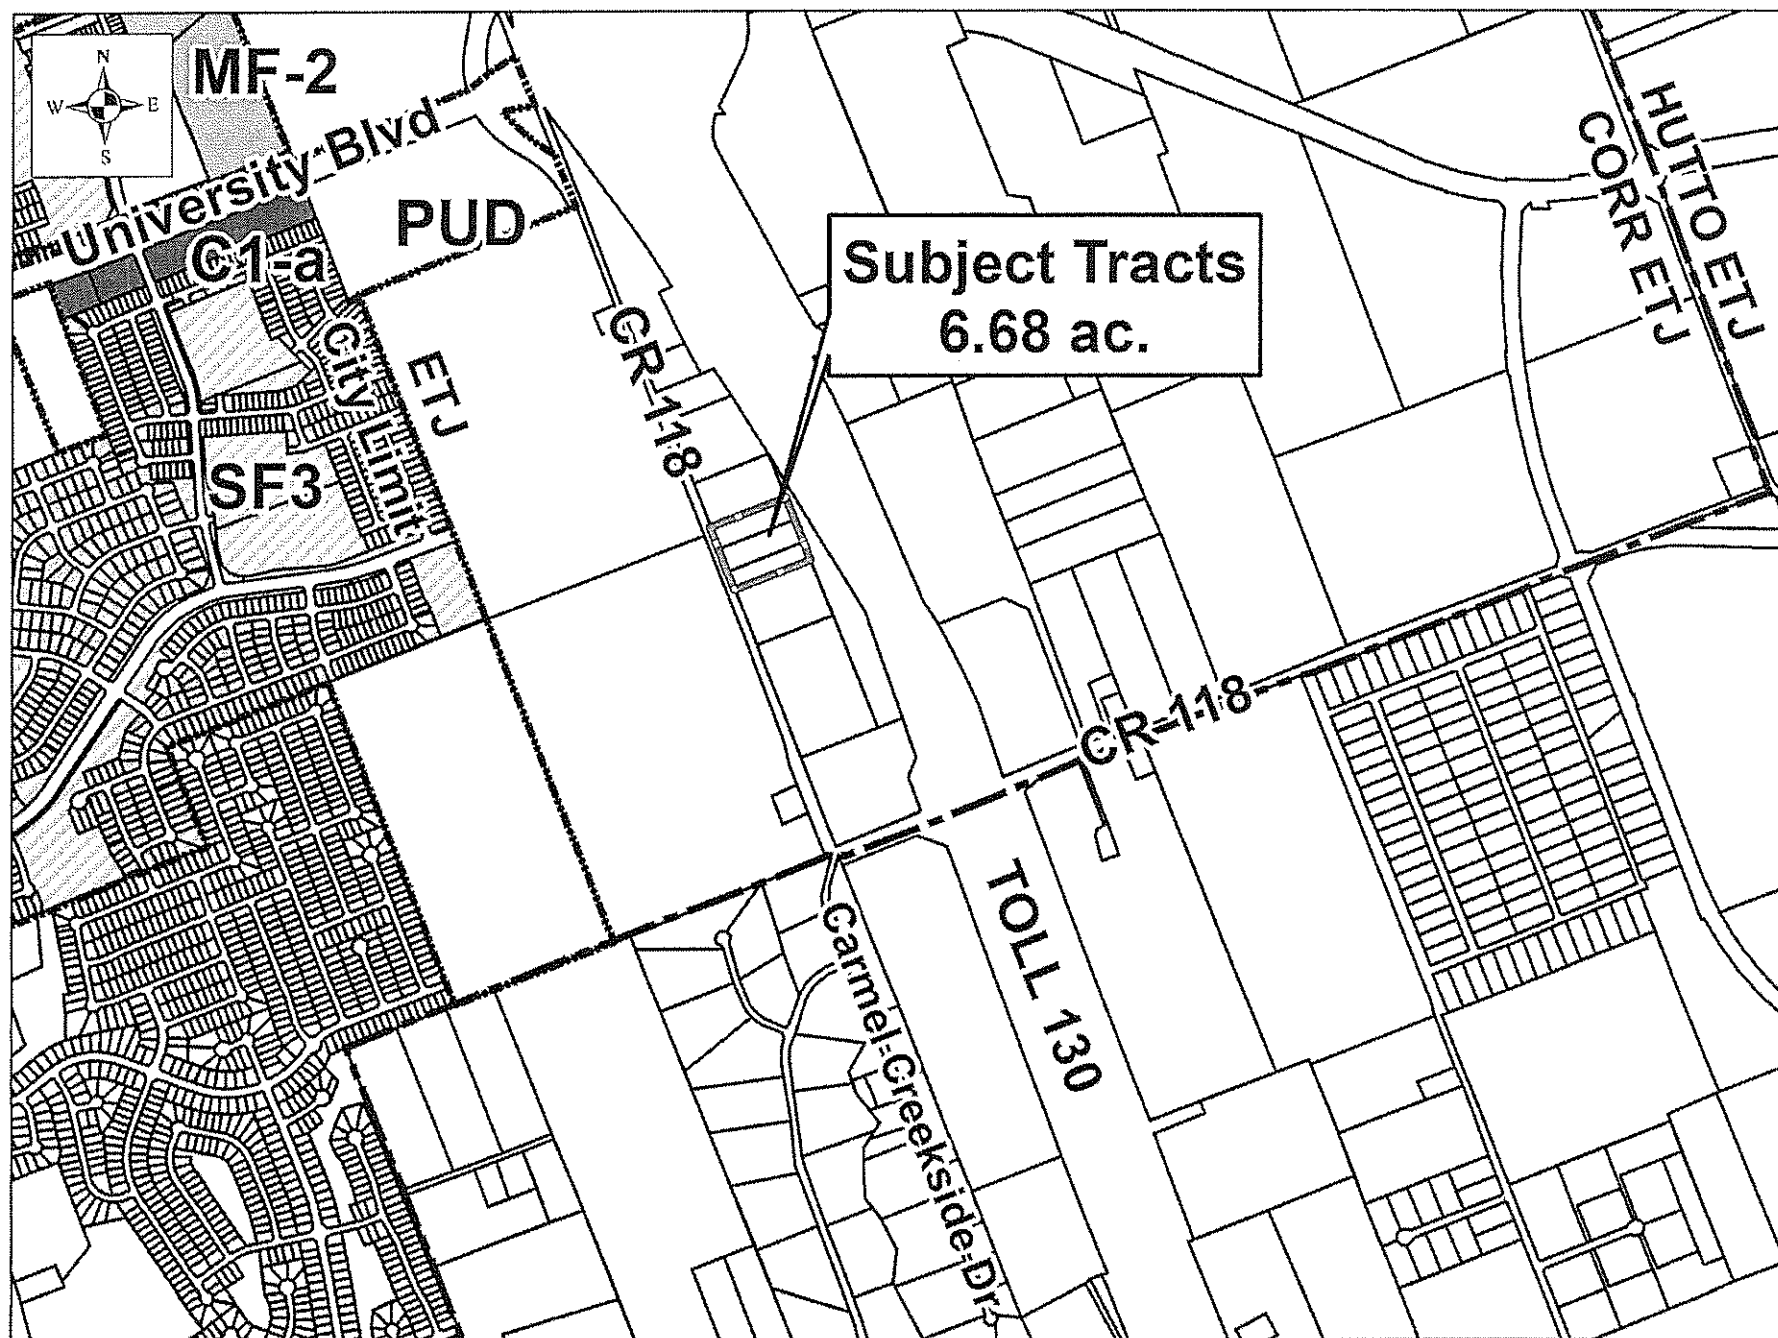 N
W E
S
MF-2
University Blvd
C1-a
PUD
City Limit
ETJ
SF3
CR-118
Subject Tracts
6.68 ac.
HUTTO ETJ
CORR ETJ
CR-118
TOLL 130
Carmel Creekside Dr